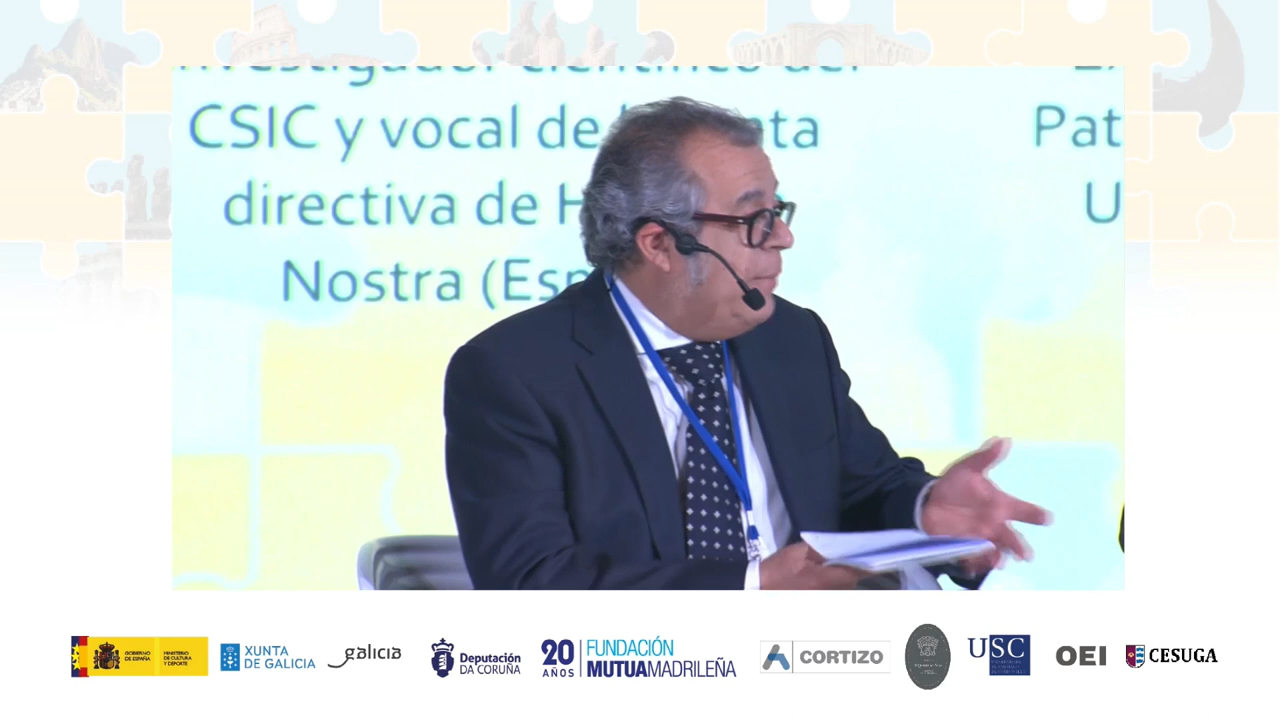 CSIC y vocal de
directiva de
Nostra
Pat
U
GOBIERNO
DE ESPAÑA
MINISTERIO
DE CULTURA
Y DEPORTE
XUNTA
DE GALICIA
galicia
Deputación
DA CORUÑA
20
AÑOS
FUNDACIÓN
MUTUAMADRILEÑA
CORTIZO
USC
OEI
CESUGA